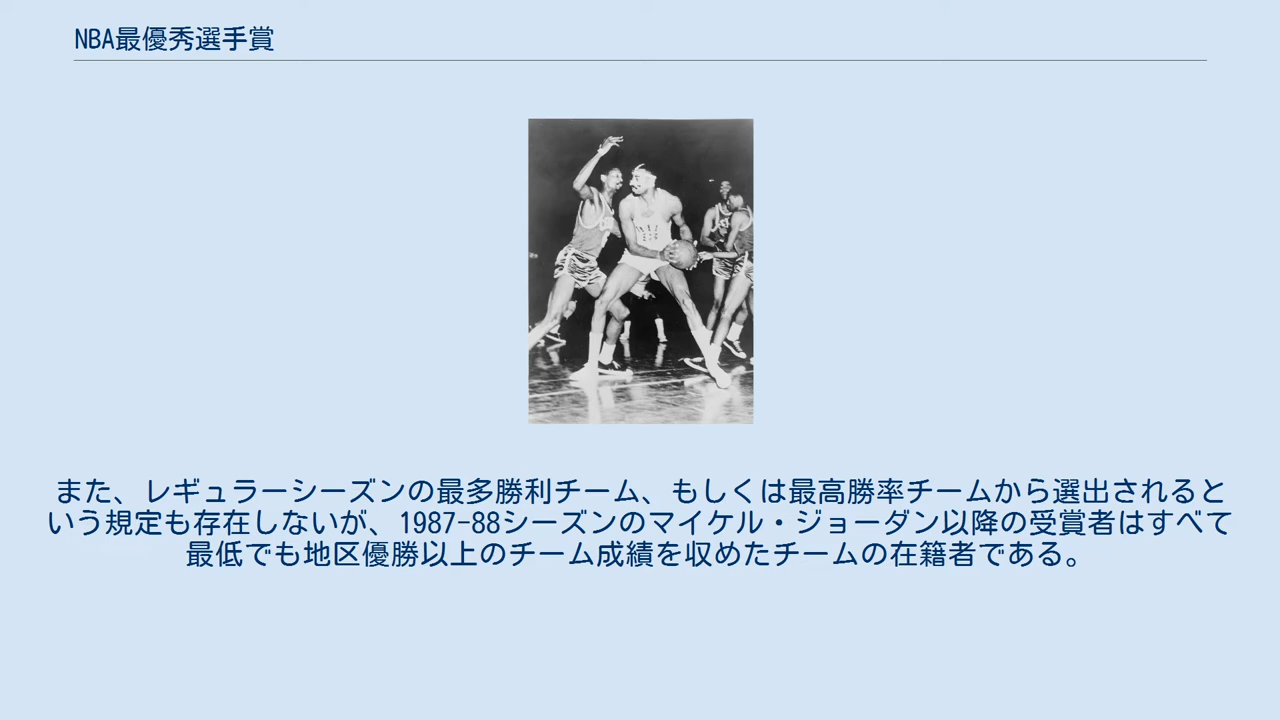 NBA最優秀選手賞
また、レギュラーシーズンの最多勝利チーム、もしくは最高勝率チームから選出されると
いう規定も存在しないが、1987-88シーズンのマイケル・ジョーダン以降の受賞者はすべて
最低でも地区優勝以上のチーム成績を収めたチームの在籍者である。